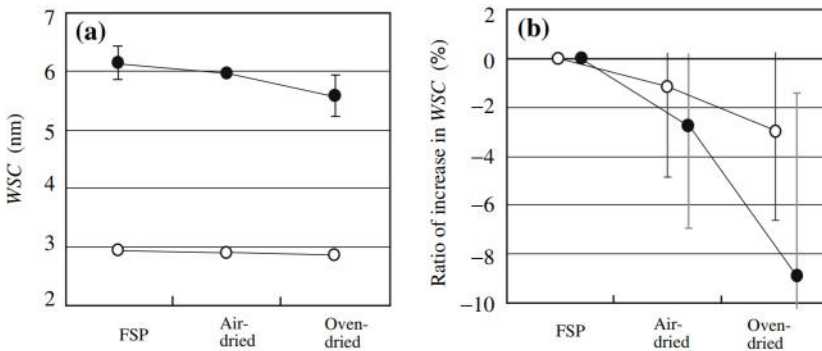 (a)
7
6
5
4
3
2
WSC (nm)
FSP
Air-
dried
Oven-
dried
(b)
2
0
−2
−4
−6
−8
−10
Ratio of increase in WSC (%)
FSP
Air-
dried
Oven-
dried